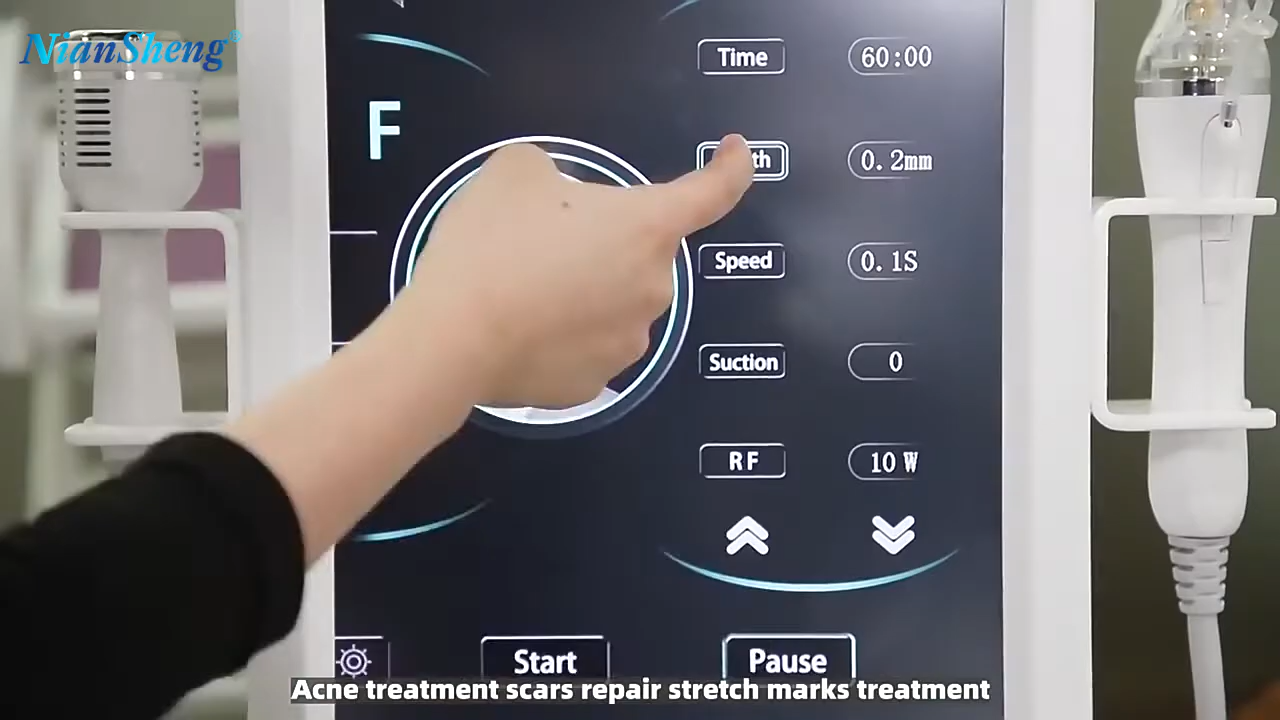 NianSheng®
F
Time 60:00
th 0.2mm
Speed 0.1S
Suction 0
RF 10 W
Start Pause
Acne treatment scars repair stretch marks treatment